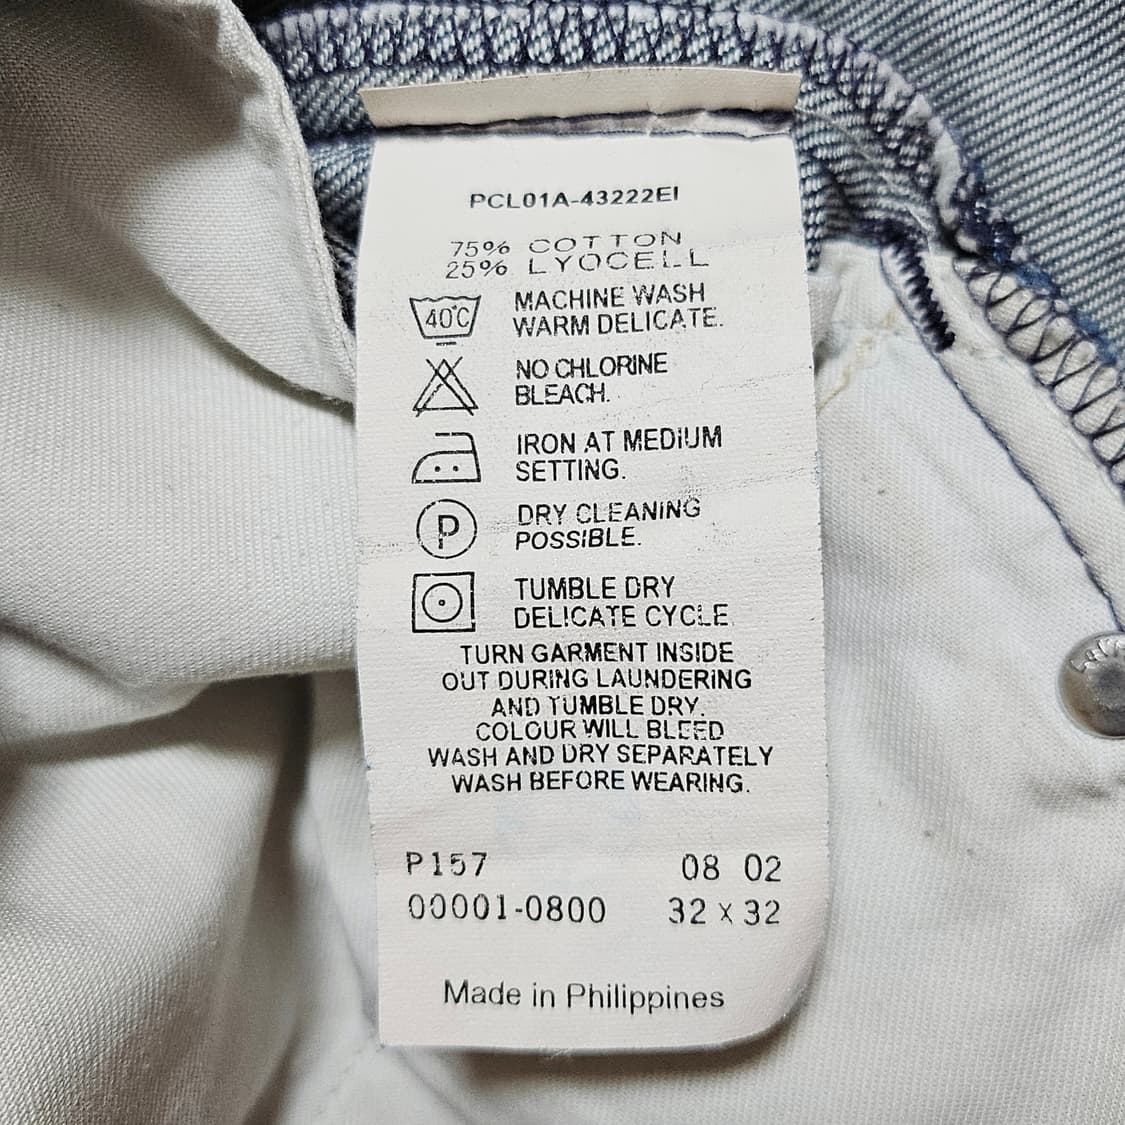 PCL01A-43222EI
75% COTTON
25% LYOCELL
40°C
MACHINE WASH
WARM DELICATE.
NO CHLORINE
BLEACH.
IRON AT MEDIUM
SETTING.
P
DRY CLEANING
POSSIBLE.
TUMBLE DRY
DELICATE CYCLE
TURN GARMENT INSIDE
OUT DURING LAUNDERING
AND TUMBLE DRY.
COLOUR WILL BLEED
WASH AND DRY SEPARATELY
WASH BEFORE WEARING.
P157 08 02
00001-0800 32 x 32
Made in Philippines